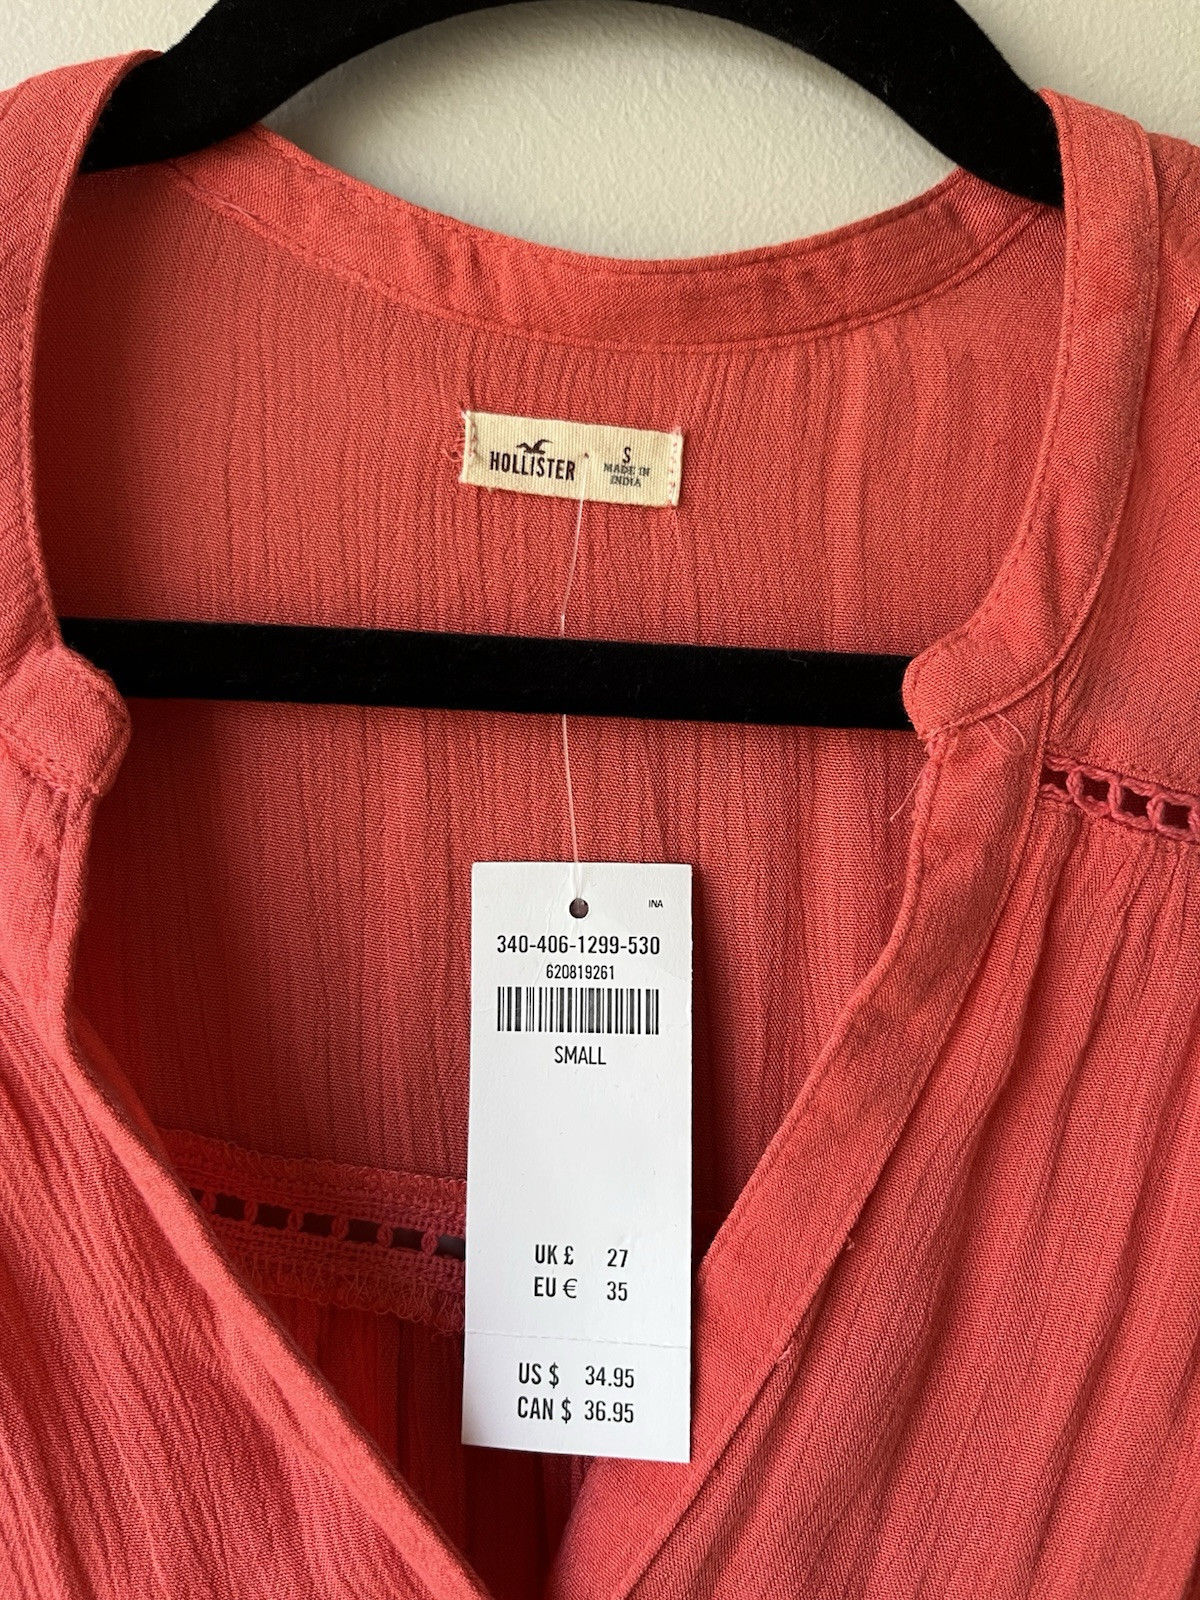 HOLLISTER
S
MADE IN
INDIA
INA
340-406-1299-530
620819261
SMALL
UK £ 27
EU € 35
US $ 34.95
CAN $ 36.95